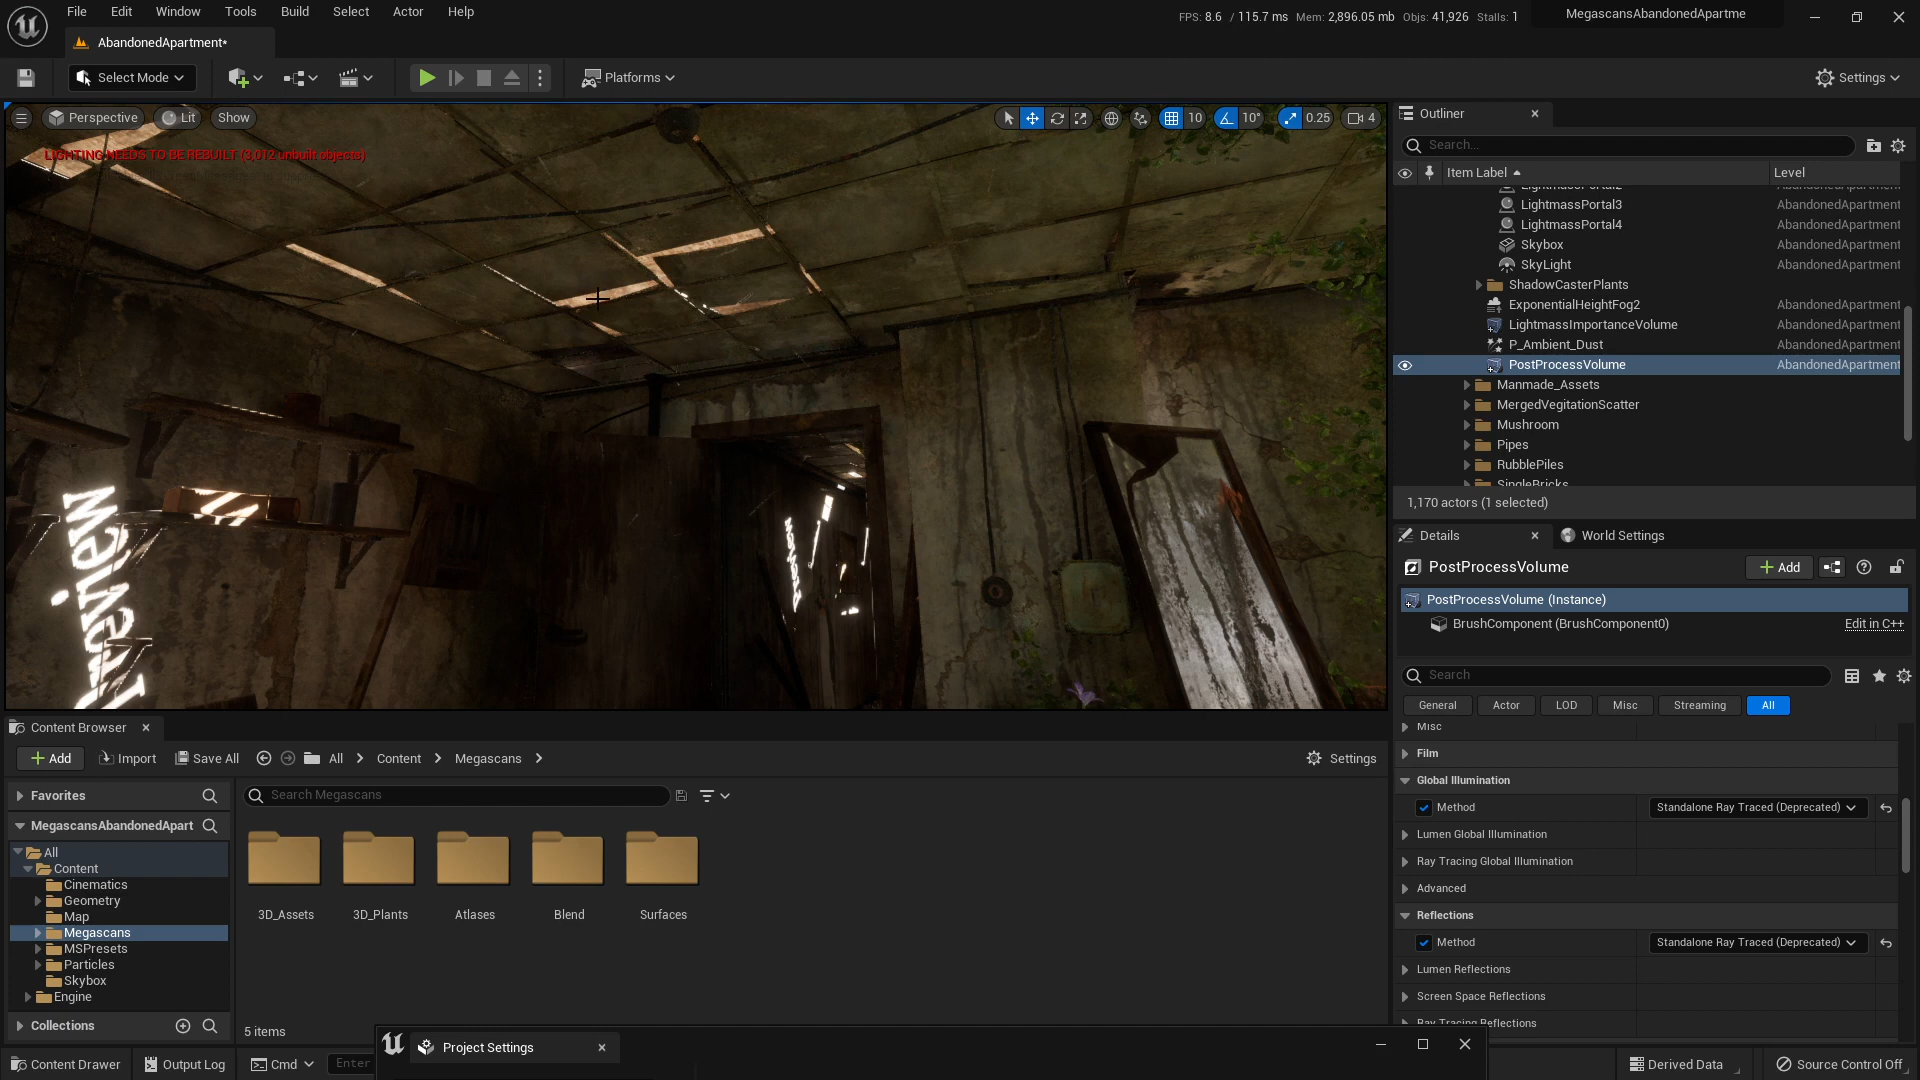 File Edit Window Tools Build Select Actor Help
FPS: 8.6 / 115.7 ms Mem: 2,896.05 mb Objs: 41,926 Stalls: 1
MegascansAbandonedApartme
AbandonedApartment*
Select Mode
Platforms
Settings
Perspective Lit Show
10 10° 0.25 4
LIGHTING NEEDS TO BE REBUILT (3,012 unbuilt objects)
Outliner
Search...
Item Label Level
LightmassPortal2 AbandonedApartment
LightmassPortal3 AbandonedApartment
LightmassPortal4 AbandonedApartment
Skybox AbandonedApartment
SkyLight AbandonedApartment
ShadowCasterPlants
ExponentialHeightFog2 AbandonedApartment
LightmassImportanceVolume AbandonedApartment
P_Ambient_Dust AbandonedApartment
PostProcessVolume AbandonedApartment
Manmade_Assets
MergedVegitationScatter
Mushroom
Pipes
RubblePiles
SingleBricks
1,170 actors (1 selected)
Details World Settings
PostProcessVolume
Add
PostProcessVolume (Instance)
BrushComponent (BrushComponent0) Edit in C++
Search
General Actor LOD Misc Streaming All
Misc
Film
Global Illumination
Method Standalone Ray Traced (Deprecated)
Lumen Global Illumination
Ray Tracing Global Illumination
Advanced
Reflections
Method Standalone Ray Traced (Deprecated)
Lumen Reflections
Screen Space Reflections
Ray Tracing Reflections
Content Browser
Add Import Save All All Content Megascans Settings
Favorites
Search Megascans
MegascansAbandonedApart
All
Content
Cinematics
Geometry
Map
Megascans
MSPresets
Particles
Skybox
Engine
Collections
3D_Assets 3D_Plants Atlases Blend Surfaces
5 items
Project Settings
Content Drawer Output Log Cmd Enter
Derived Data Source Control Off